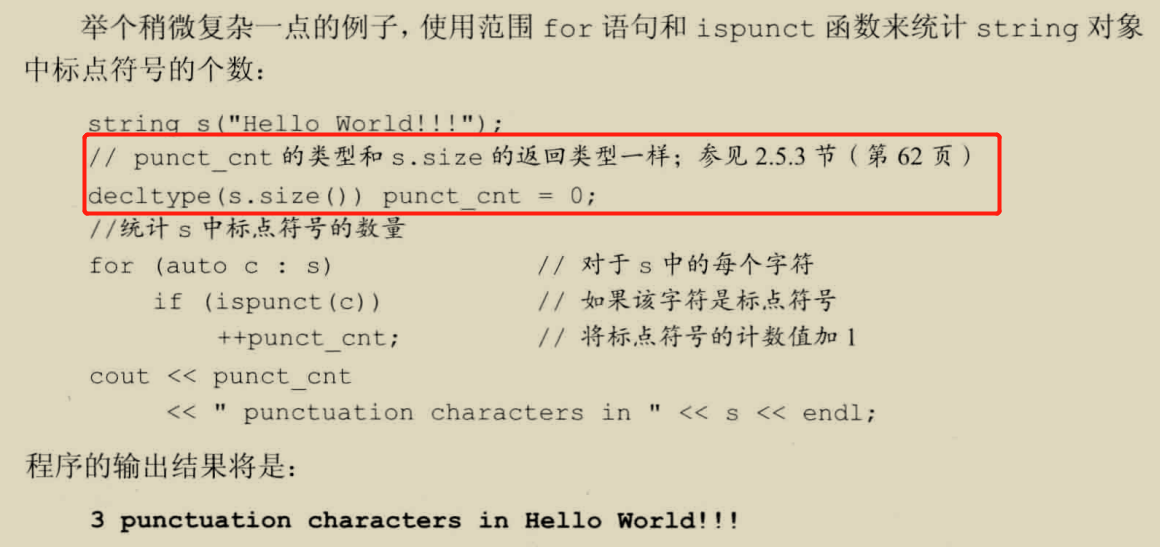 举个稍微复杂一点的例子，使用范围 for 语句和 ispunct 函数来统计 string 对象
中标点符号的个数：
string s("Hello World!!!");
// punct_cnt 的类型和 s.size 的返回类型一样；参见 2.5.3 节（第 62 页）
decltype(s.size()) punct_cnt = 0;
//统计 s 中标点符号的数量
for (auto c : s) // 对于 s 中的每个字符
if (ispunct(c)) // 如果该字符是标点符号
++punct_cnt; // 将标点符号的计数值加 1
cout << punct_cnt
<< " punctuation characters in " << s << endl;
程序的输出结果将是：
3 punctuation characters in Hello World!!!